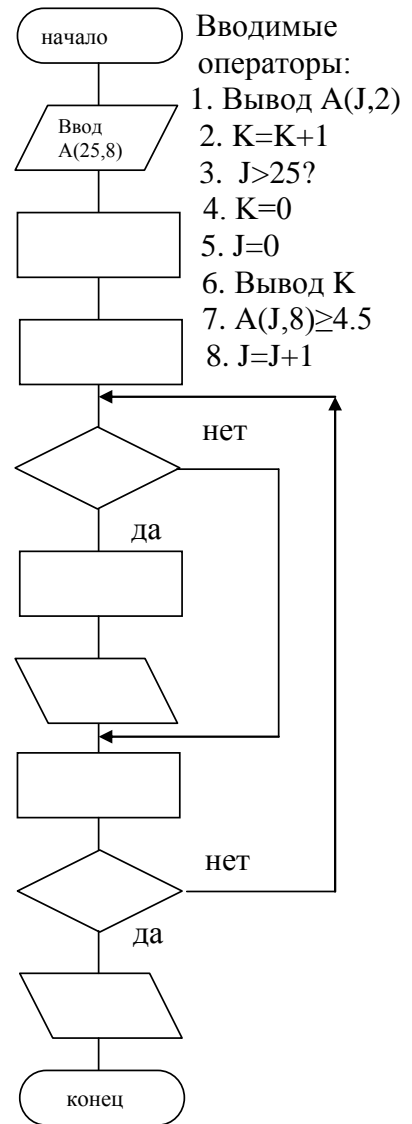 начало
Вводимые
операторы:
1. Вывод A(J,2)
2. K=K+1
3. J>25?
4. K=0
5. J=0
6. Вывод K
7. A(J,8)≥4.5
8. J=J+1
Ввод
A(25,8)
нет
да
нет
да
конец